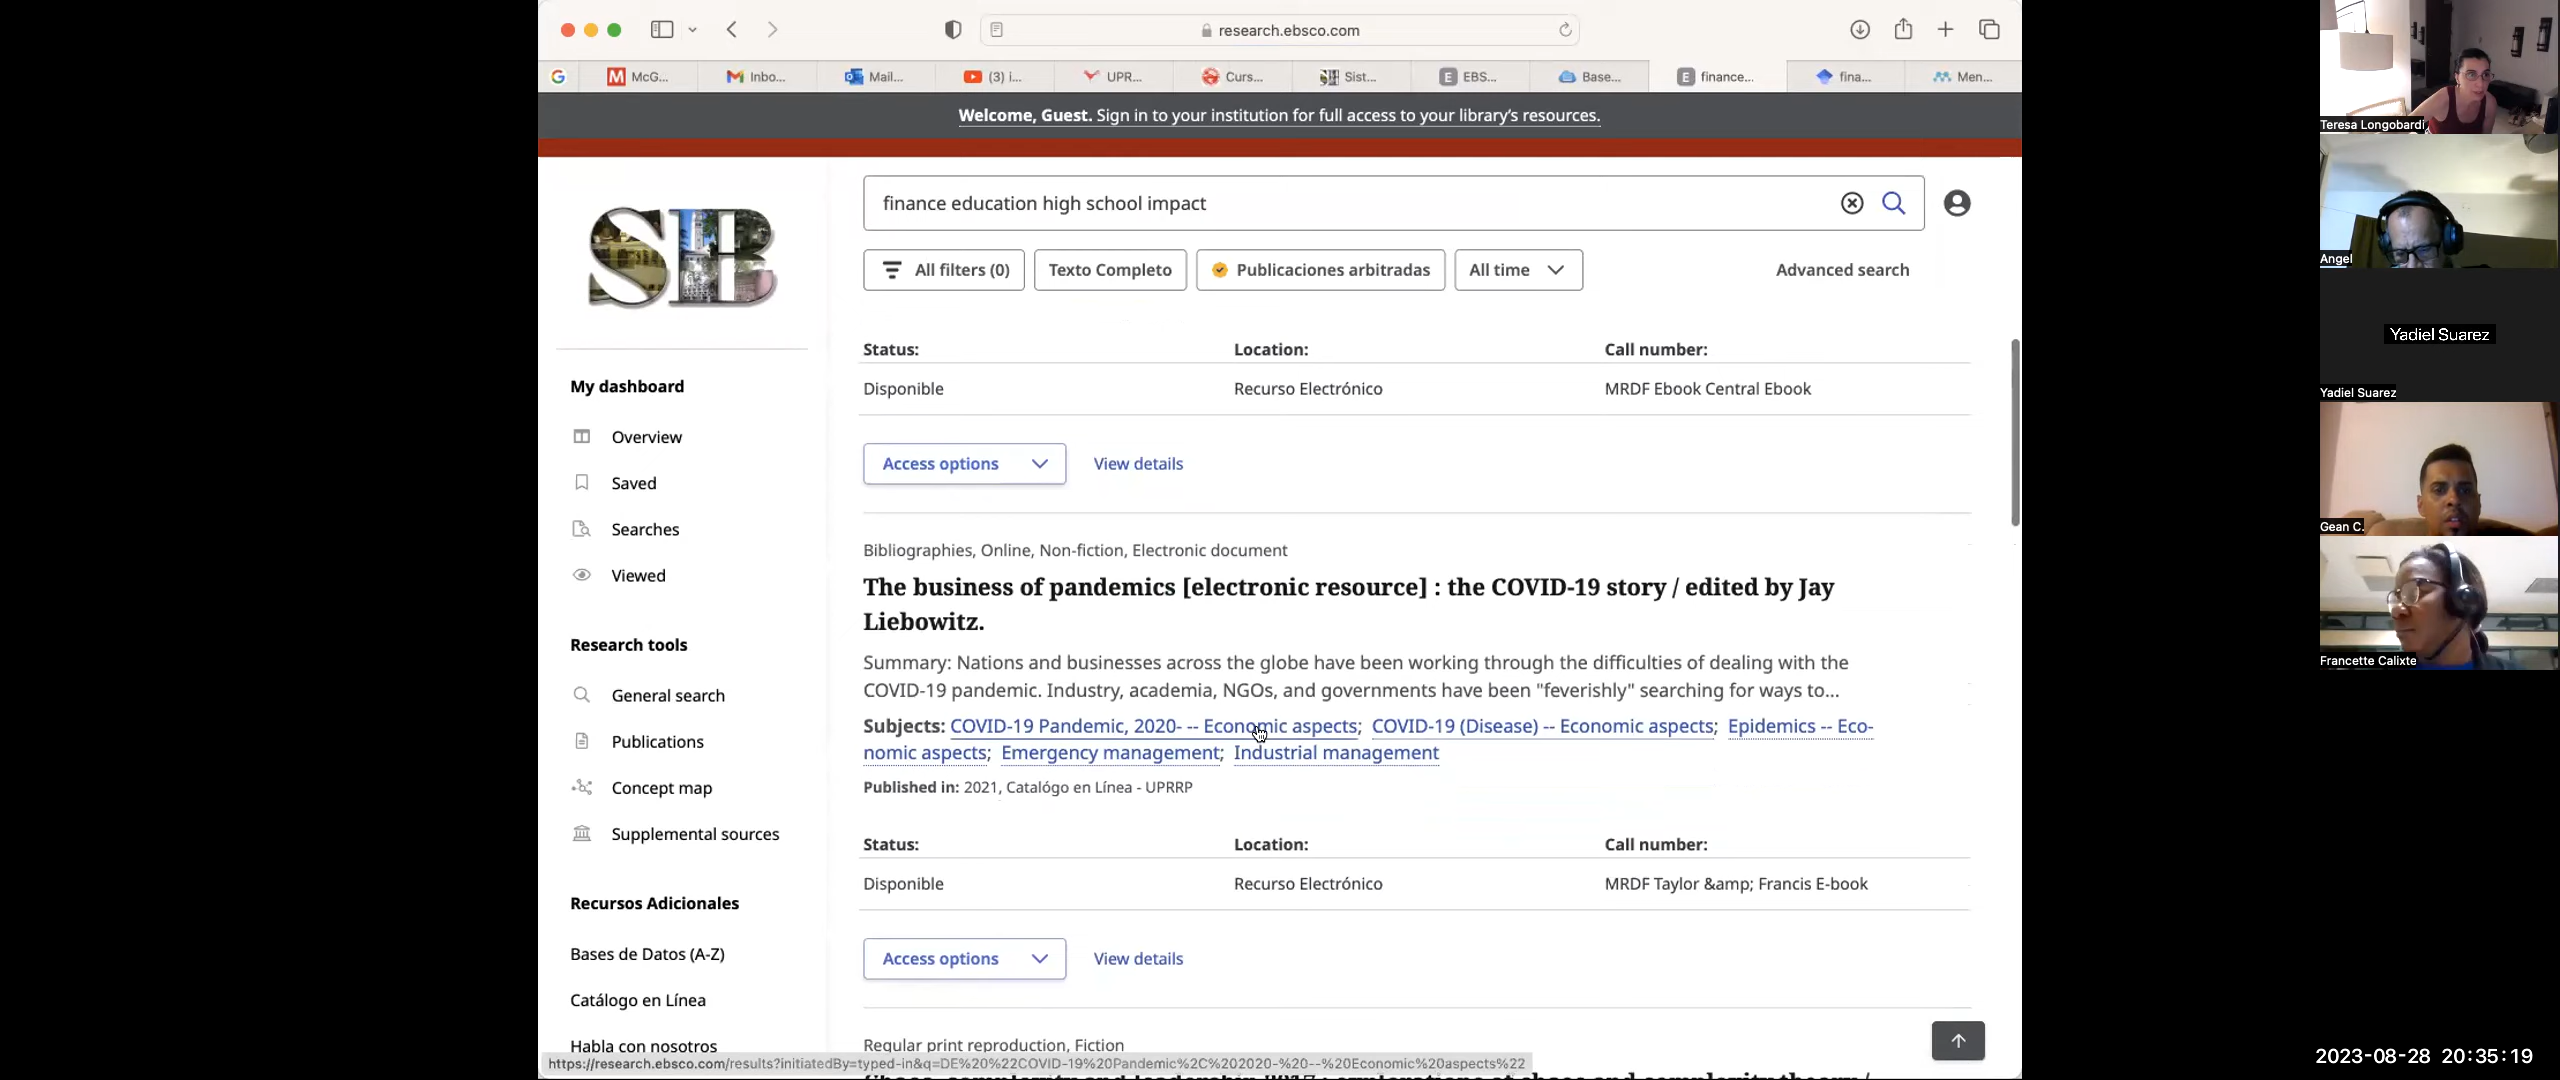 research.ebsco.com
McG...
Inbo...
Mail...
(3) i...
UPR...
Curs...
Sist...
EBS...
Base...
finance...
fina...
Men...
Welcome, Guest. Sign in to your institution for full access to your library's resources.
SB
finance education high school impact
All filters (0)
Texto Completo
Publicaciones arbitradas
All time
Advanced search
My dashboard
Overview
Saved
Searches
Viewed
Research tools
General search
Publications
Concept map
Supplemental sources
Recursos Adicionales
Bases de Datos (A-Z)
Catálogo en Línea
Habla con nosotros
Status: Location: Call number:
Disponible Recurso Electrónico MRDF Ebook Central Ebook
Access options View details
Bibliographies, Online, Non-fiction, Electronic document
The business of pandemics [electronic resource] : the COVID-19 story / edited by Jay
Liebowitz.
Summary: Nations and businesses across the globe have been working through the difficulties of dealing with the
COVID-19 pandemic. Industry, academia, NGOs, and governments have been "feverishly" searching for ways to...
Subjects: COVID-19 Pandemic, 2020- -- Economic aspects; COVID-19 (Disease) -- Economic aspects; Epidemics -- Eco-
nomic aspects; Emergency management; Industrial management
Published in: 2021, Catalógo en Línea - UPRRP
Status: Location: Call number:
Disponible Recurso Electrónico MRDF Taylor &amp; Francis E-book
Access options View details
Regular print reproduction, Fiction
https://research.ebsco.com/results?initiatedBy=typed-in&q=DE%20%22COVID-19%20Pandemic%2C%202020-%20--%20Economic%20aspects%22
Teresa Longobardi
Angel
Yadiel Suarez
Yadiel Suarez
Gean C.
Francette Calixte
2023-08-28 20:35:19